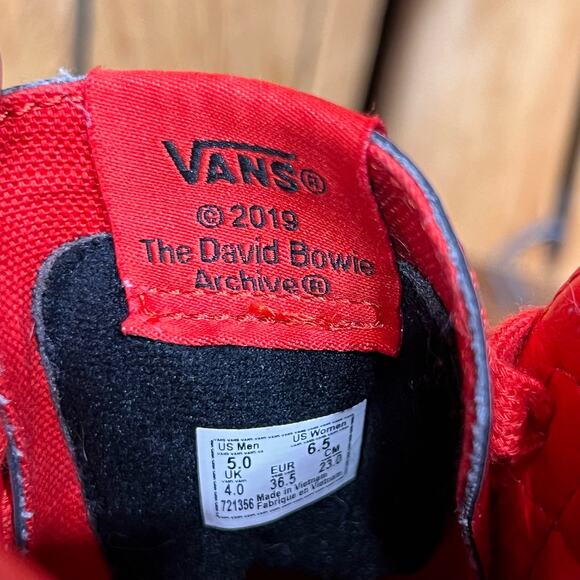 VANS®
© 2019
The David Bowie
Archive®
US Men US Women
5.0 6.5
UK EUR CM
4.0 36.5 23.0
721356 Made in Vietnam
Fabriqué en Vietnam